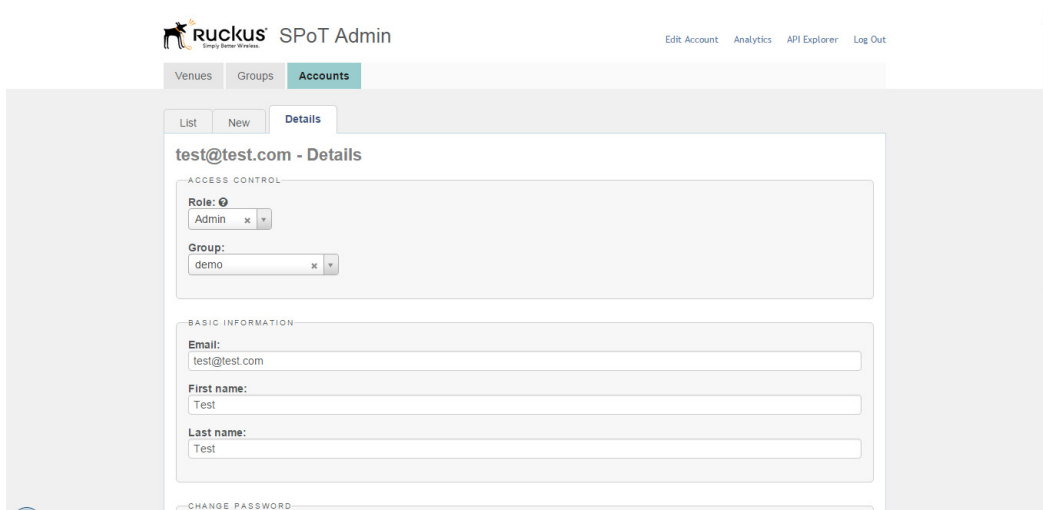 Ruckus SPoT Admin
Simply Better Wireless.
Edit Account Analytics API Explorer Log Out
Venues Groups Accounts
List New Details
test@test.com - Details
ACCESS CONTROL
Role:
Admin
Group:
demo
BASIC INFORMATION
Email:
test@test.com
First name:
Test
Last name:
Test
CHANGE PASSWORD